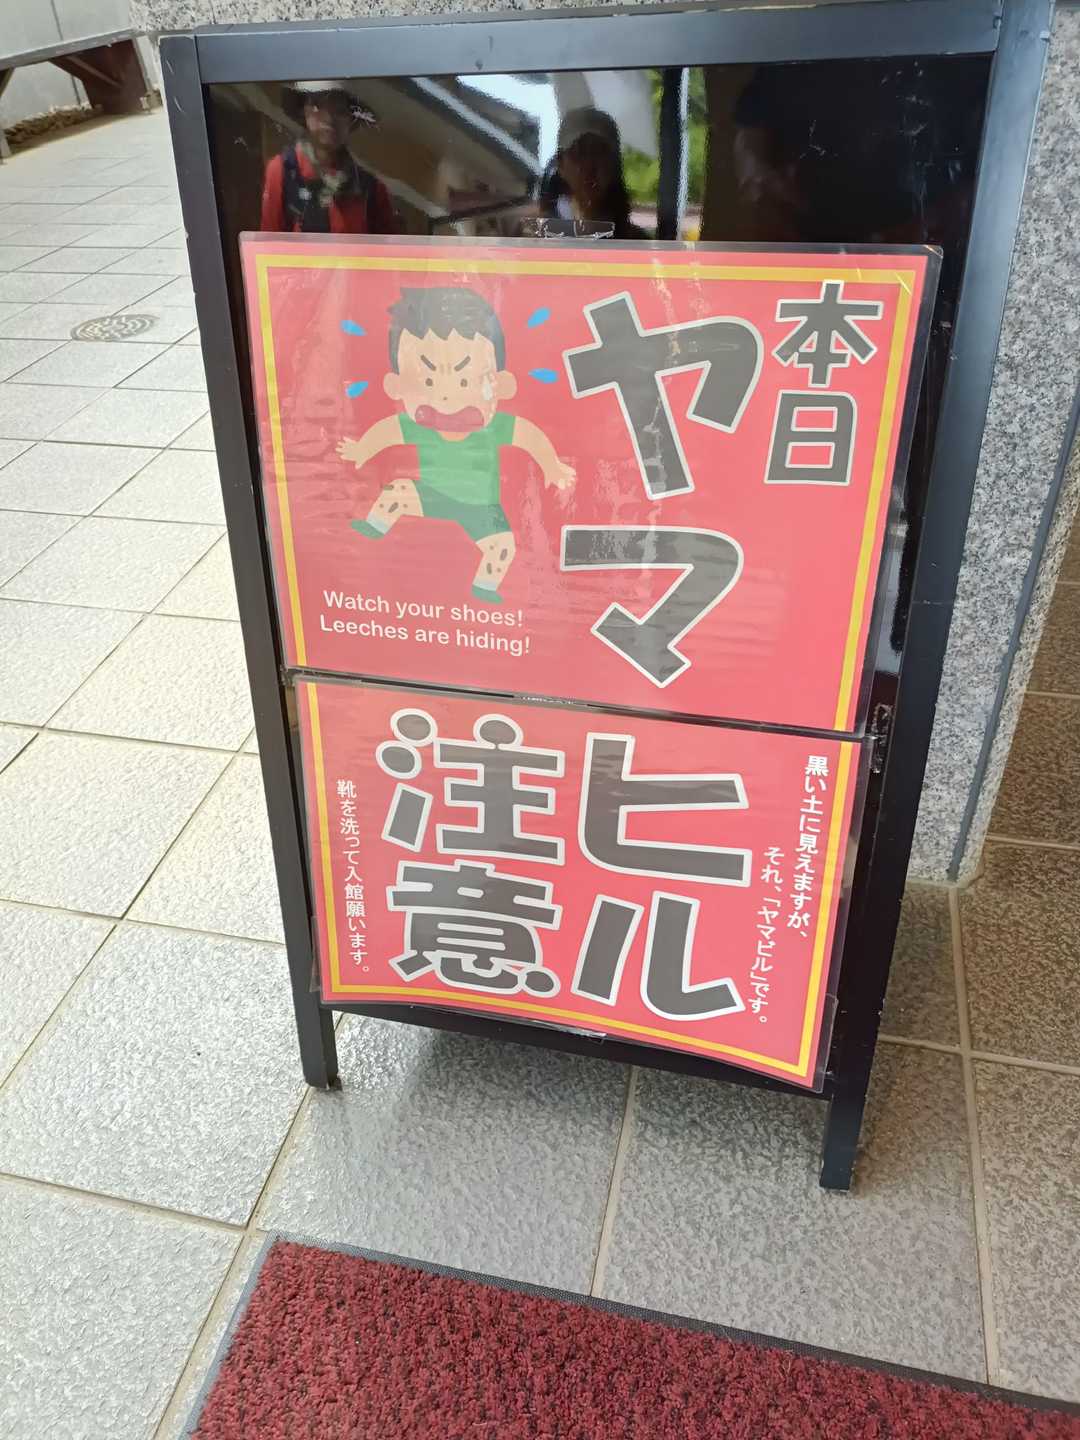 本日
ヤマ
ヒル
注意
Watch your shoes!
Leeches are hiding!
黒い土に見えますが、
それ、「ヤマビル」です。
靴を洗って入館願います。